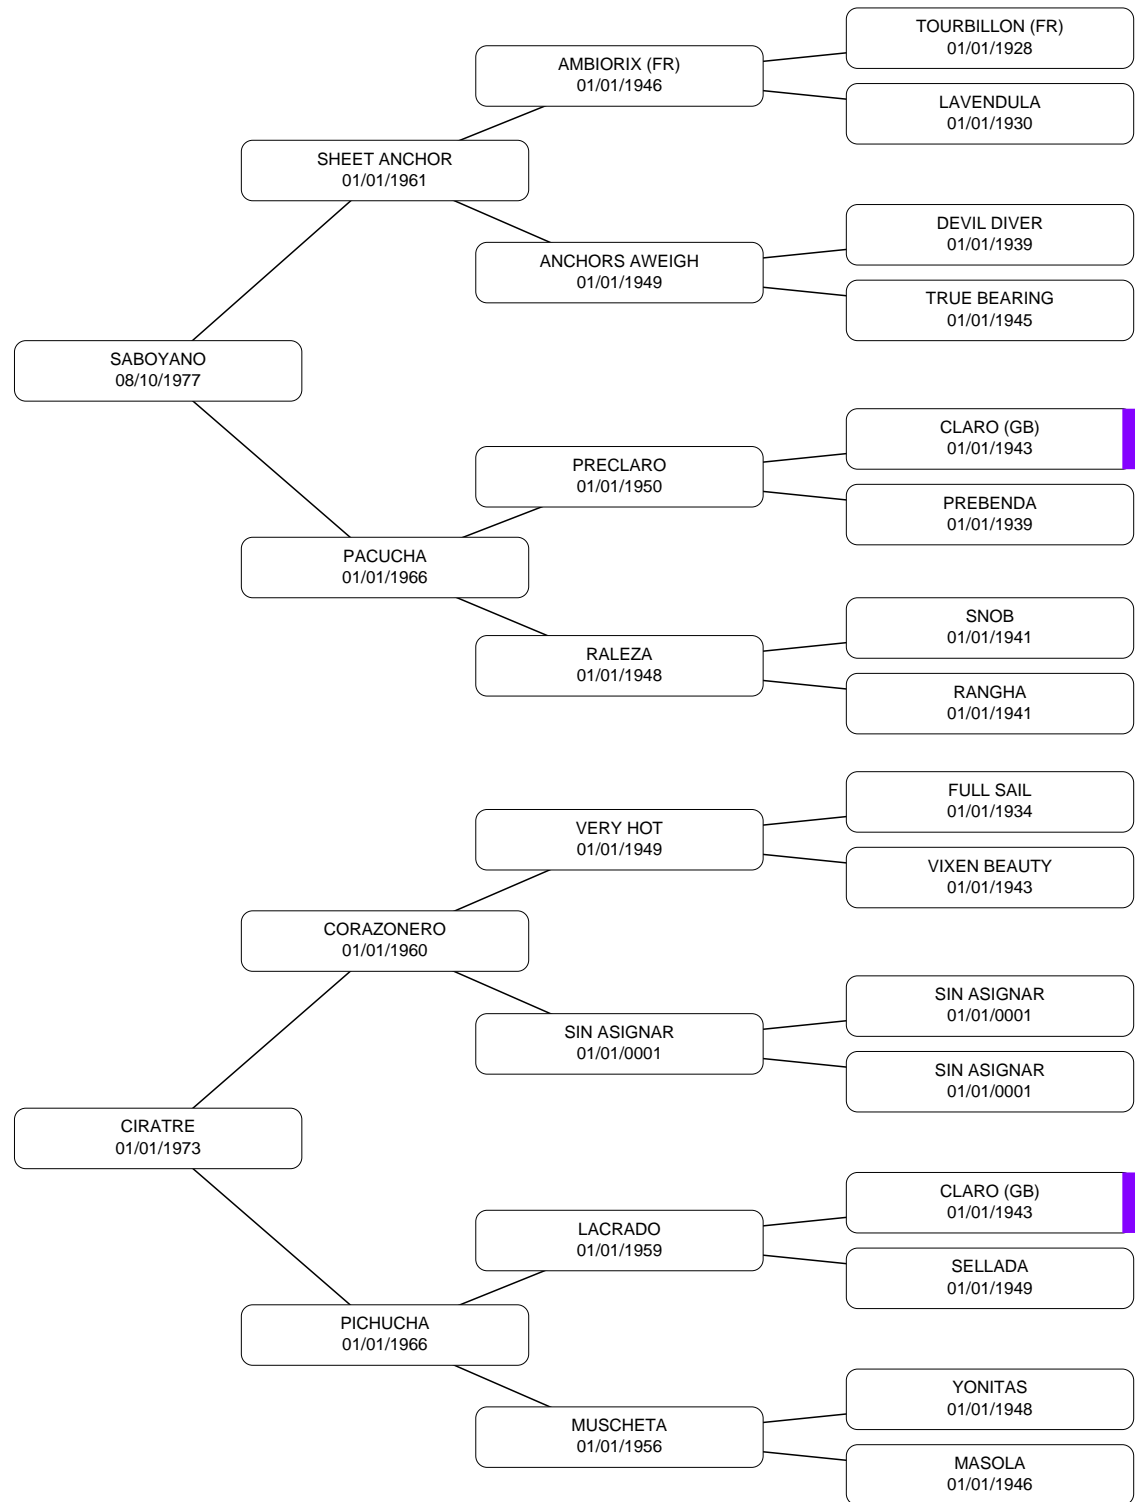 TOURBILLON (FR)
01/01/1928
AMBIORIX (FR)
01/01/1946
LAVENDULA
01/01/1930
SHEET ANCHOR
01/01/1961
DEVIL DIVER
01/01/1939
ANCHORS AWEIGH
01/01/1949
TRUE BEARING
01/01/1945
SABOYANO
08/10/1977
CLARO (GB)
01/01/1943
PRECLARO
01/01/1950
PREBENDA
01/01/1939
PACUCHA
01/01/1966
SNOB
01/01/1941
RALEZA
01/01/1948
RANGHA
01/01/1941
FULL SAIL
01/01/1934
VERY HOT
01/01/1949
VIXEN BEAUTY
01/01/1943
CORAZONERO
01/01/1960
SIN ASIGNAR
01/01/0001
SIN ASIGNAR
01/01/0001
SIN ASIGNAR
01/01/0001
CIRATRE
01/01/1973
CLARO (GB)
01/01/1943
LACRADO
01/01/1959
SELLADA
01/01/1949
PICHUCHA
01/01/1966
YONITAS
01/01/1948
MUSCHETA
01/01/1956
MASOLA
01/01/1946